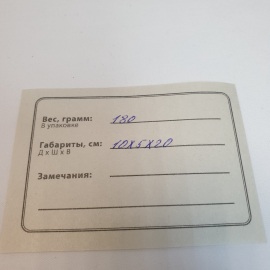 Вес, грамм: 180
В упаковке
Габариты, см: 10х5х20
Д х Ш х В
Замечания: